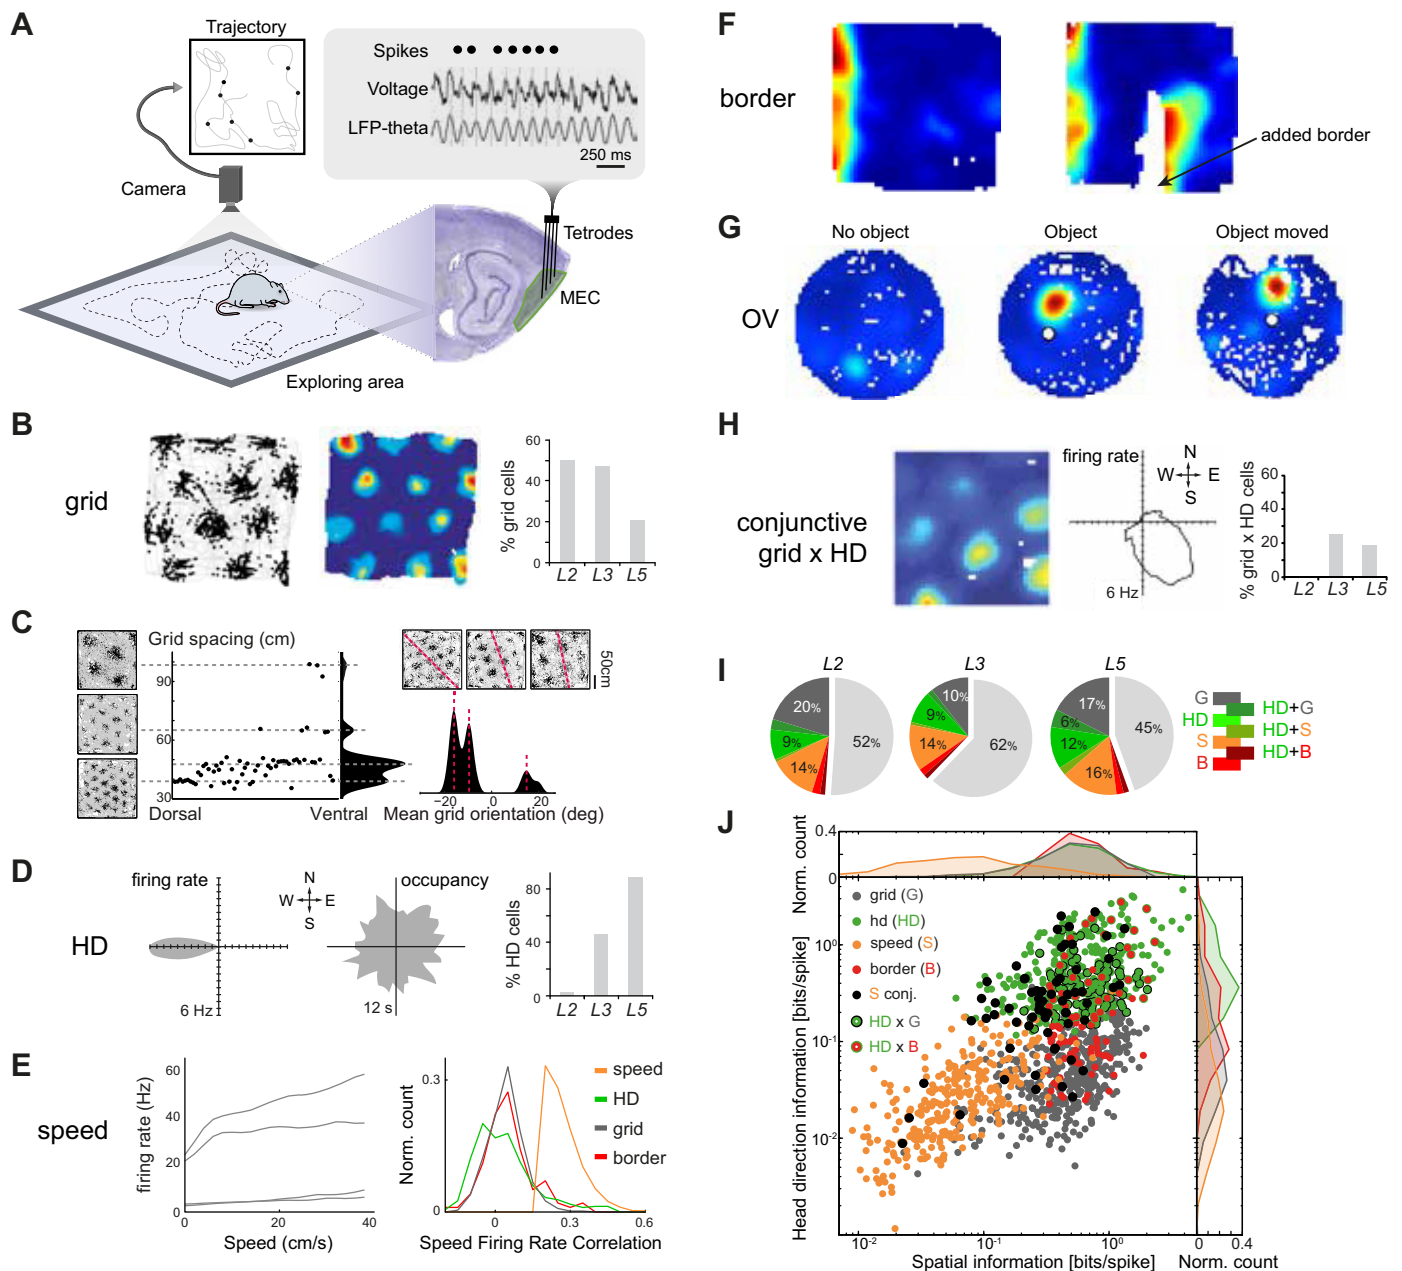 A
Trajectory
Spikes
Voltage
LFP-theta
250 ms
Camera
Tetrodes
MEC
Exploring area
B
grid
% grid cells
60
40
20
0
L2 L3 L5
C
Grid spacing (cm)
90
60
30
Dorsal
Ventral
50cm
−20 0 20
Mean grid orientation (deg)
D
HD
firing rate
N
W E
S
6 Hz
occupancy
12 s
% HD cells
80
40
0
L2 L3 L5
E
speed
firing rate (Hz)
60
40
20
0
0 20 40
Speed (cm/s)
Norm. count
0.3
0
0 0.3 0.6
Speed Firing Rate Correlation
speed
HD
grid
border
F
border
added border
G
OV
No object
Object
Object moved
H
conjunctive
grid x HD
firing rate
N
W E
S
6 Hz
% grid x HD cells
60
40
20
0
L2 L3 L5
I
L2
20%
9%
14%
52%
L3
10%
9%
14%
62%
L5
17%
6%
12%
16%
45%
G
HD
S
B
HD+G
HD+S
HD+B
J
Norm. count
0.4
0
grid (G)
hd (HD)
speed (S)
border (B)
S conj.
HD x G
HD x B
Head direction information [bits/spike]
10⁰
10⁻¹
10⁻²
10⁻² 10⁻¹ 10⁰
Spatial information [bits/spike]
0 0.4
Norm. count